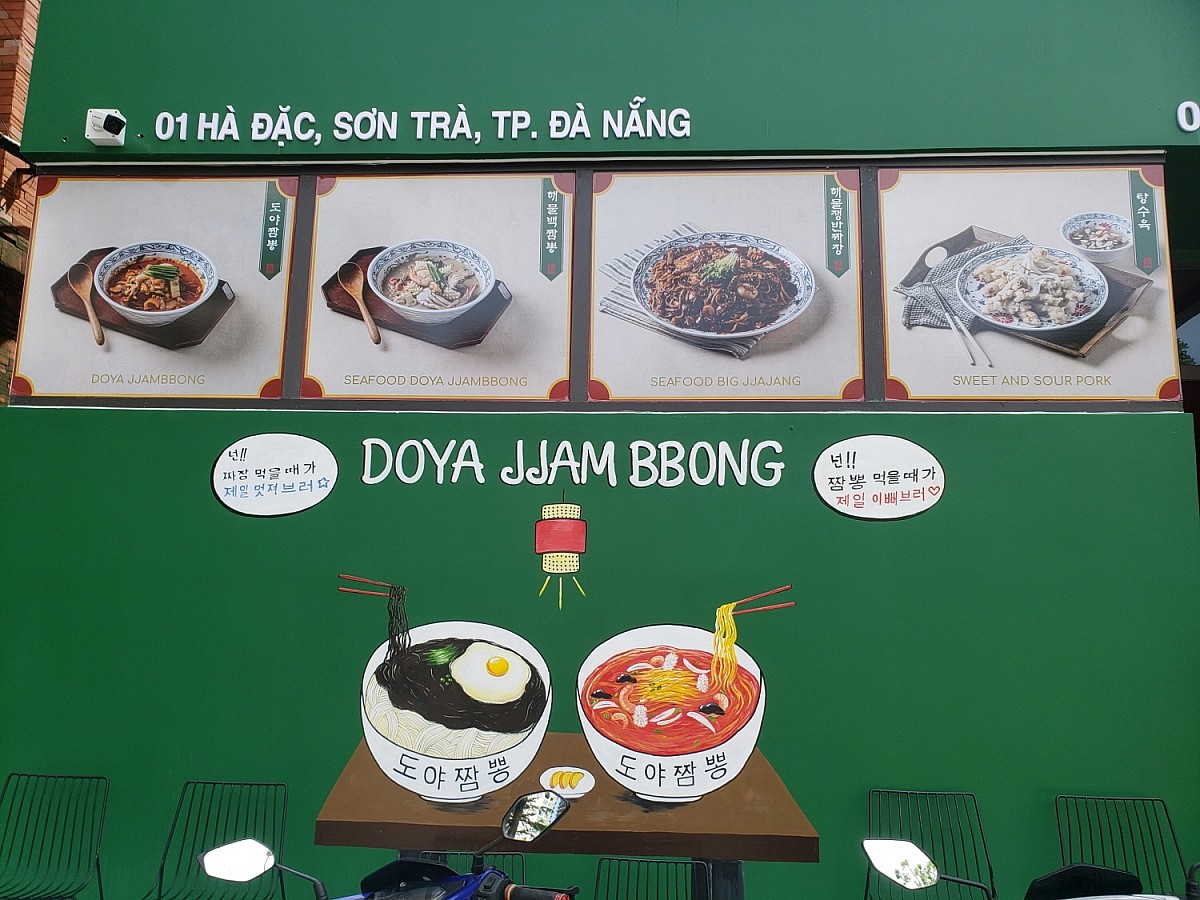 01 HÀ ĐẶC, SƠN TRÀ, TP. ĐÀ NẴNG
0
도야짬뽕
DOYA JJAMBBONG
해물백짬뽕
SEAFOOD DOYA JJAMBBONG
해물쟁반짜장
SEAFOOD BIG JJAJANG
탕수육
SWEET AND SOUR PORK
넌!!
짜장 먹을때가
제일 멋져브러☆
DOYA JJAM BBONG
넌!!
짬뽕 먹을때가
제일 이뻐브러♡
도야짬뽕
도야짬뽕